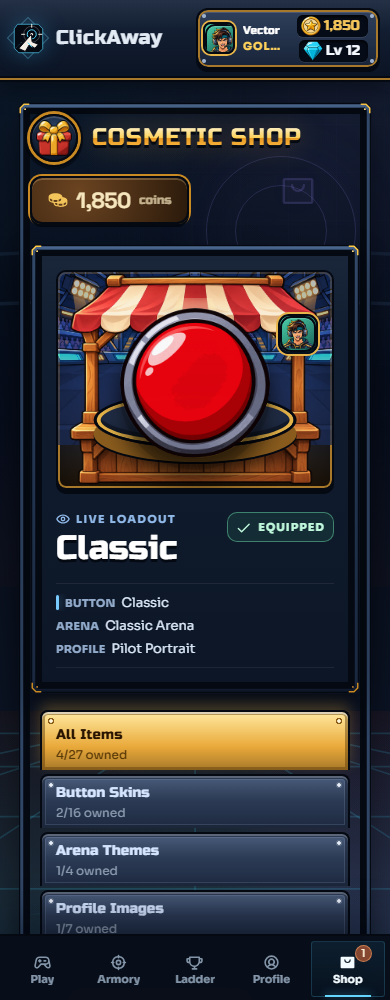 ClickAway
Vector
GOL...
1,850
Lv 12
COSMETIC SHOP
1,850 coins
LIVE LOADOUT
Classic
EQUIPPED
BUTTON Classic
ARENA Classic Arena
PROFILE Pilot Portrait
All Items
4/27 owned
Button Skins
2/16 owned
Arena Themes
1/4 owned
Profile Images
1/7 owned
Play
Armory
Ladder
Profile
Shop
1